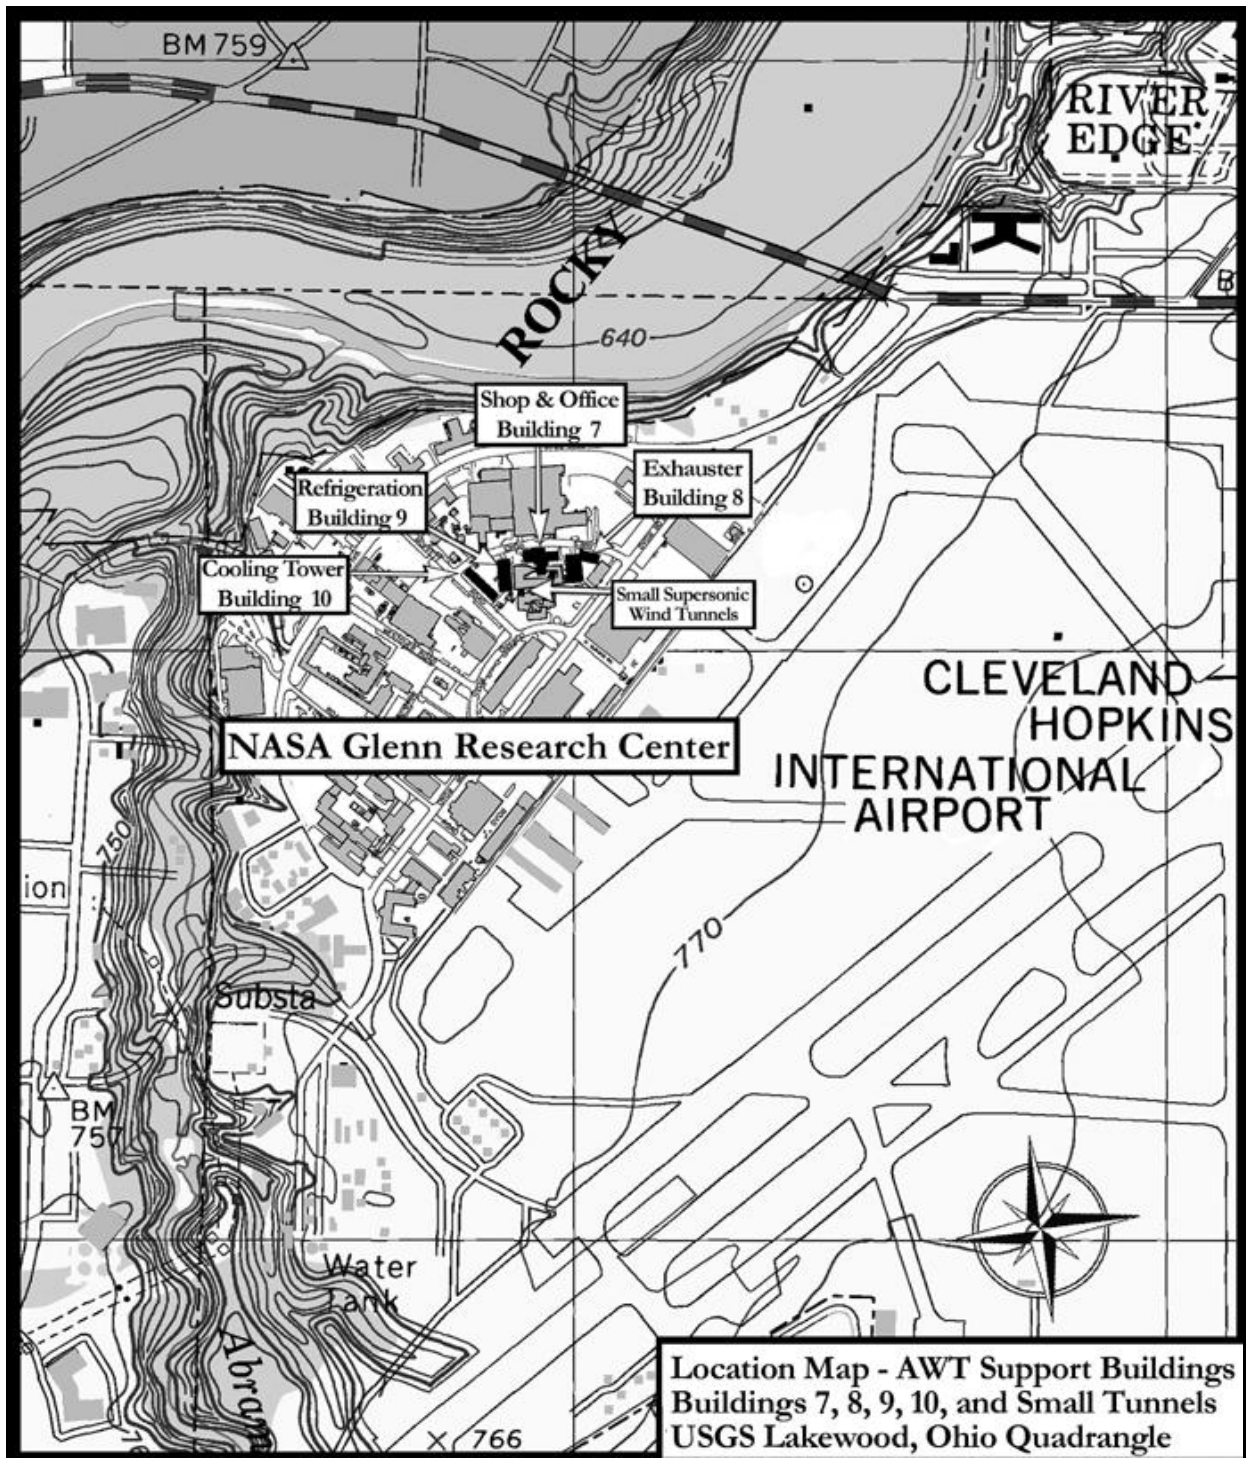 BM 759
RIVER
EDGE
B
ROCKY
640
Shop & Office
Building 7
Exhauster
Building 8
Refrigeration
Building 9
Cooling Tower
Building 10
Small Supersonic
Wind Tunnels
CLEVELAND
HOPKINS
INTERNATIONAL
AIRPORT
NASA Glenn Research Center
750
ion
770
Substa
BM
757
Water
Tank
Abram
766
Location Map - AWT Support Buildings
Buildings 7, 8, 9, 10, and Small Tunnels
USGS Lakewood, Ohio Quadrangle